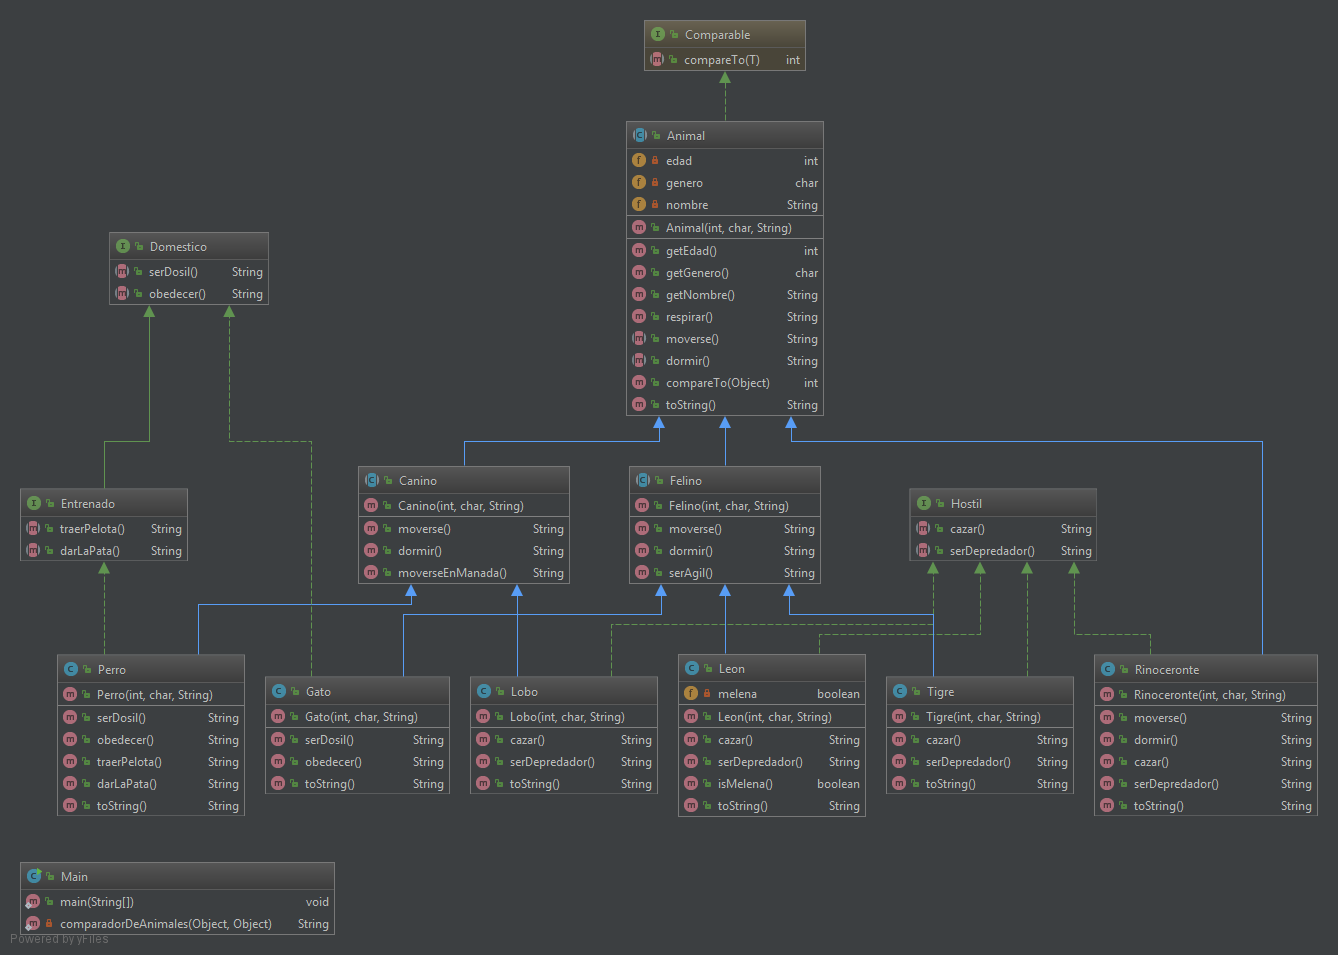 Comparable
compareTo(T) int
Animal
edad int
genero char
nombre String
Animal(int, char, String)
getEdad() int
getGenero() char
getNombre() String
respirar() String
moverse() String
dormir() String
compareTo(Object) int
toString() String
Domestico
serDosil() String
obedecer() String
Entrenado
traerPelota() String
darLaPata() String
Canino
Canino(int, char, String)
moverse() String
dormir() String
moverseEnManada() String
Felino
Felino(int, char, String)
moverse() String
dormir() String
serAgil() String
Hostil
cazar() String
serDepredador() String
Perro
Perro(int, char, String)
serDosil() String
obedecer() String
traerPelota() String
darLaPata() String
toString() String
Gato
Gato(int, char, String)
serDosil() String
obedecer() String
toString() String
Lobo
Lobo(int, char, String)
cazar() String
serDepredador() String
toString() String
Leon
melena boolean
Leon(int, char, String)
cazar() String
serDepredador() String
isMelena() boolean
toString() String
Tigre
Tigre(int, char, String)
cazar() String
serDepredador() String
toString() String
Rinoceronte
Rinoceronte(int, char, String)
moverse() String
dormir() String
cazar() String
serDepredador() String
toString() String
Main
main(String[]) void
comparadorDeAnimales(Object, Object) String
Powered by yFiles